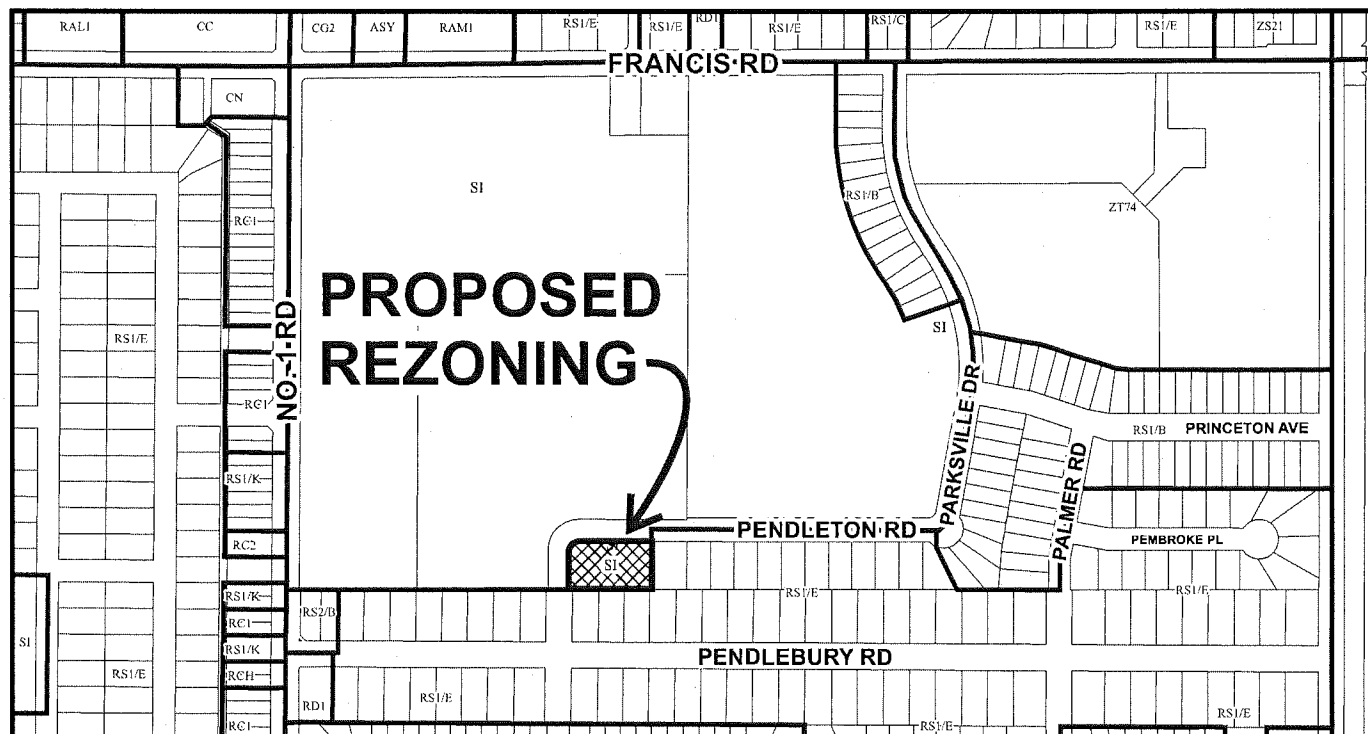 RAL1
CC
CG2
ASY
RAM1
RS1/E
RS1/E
RD1
RS1/E
RS1/C
RS1/E
ZS21
FRANCIS RD
CN
SI
RS1/B
ZT74
RC1
PROPOSED
REZONING
NO. 1 RD
SI
RS1/E
RC1
PARKSVILLE DR
RS1/B
PRINCETON AVE
PALMER RD
RS1/K
PENDLETON RD
RC2
PEMBROKE PL
SI
RS1/E
RS1/E
RS1/K
RS2/B
RC1
SI
RS1/K
PENDLEBURY RD
RS1/E
RCH
RS1/E
RD1
RS1/E
RS1/E
RC1